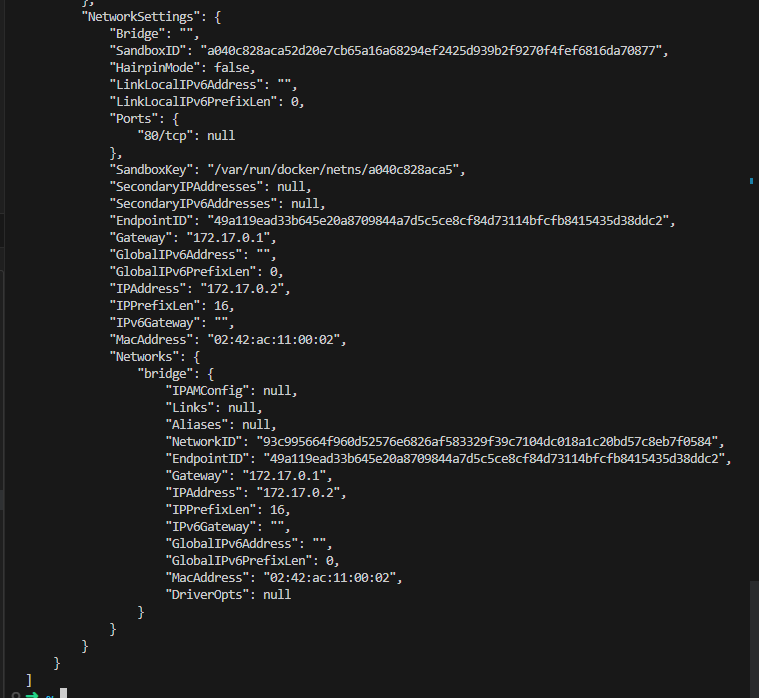 },
"NetworkSettings": {
"Bridge": "",
"SandboxID": "a040c828aca52d20e7cb65a16a68294ef2425d939b2f9270f4fef6816da70877",
"HairpinMode": false,
"LinkLocalIPv6Address": "",
"LinkLocalIPv6PrefixLen": 0,
"Ports": {
"80/tcp": null
},
"SandboxKey": "/var/run/docker/netns/a040c828aca5",
"SecondaryIPAddresses": null,
"SecondaryIPv6Addresses": null,
"EndpointID": "49a119ead33b645e20a8709844a7d5c5ce8cf84d73114bfcfb8415435d38ddc2",
"Gateway": "172.17.0.1",
"GlobalIPv6Address": "",
"GlobalIPv6PrefixLen": 0,
"IPAddress": "172.17.0.2",
"IPPrefixLen": 16,
"IPv6Gateway": "",
"MacAddress": "02:42:ac:11:00:02",
"Networks": {
"bridge": {
"IPAMConfig": null,
"Links": null,
"Aliases": null,
"NetworkID": "93c995664f960d52576e6826af583329f39c7104dc018a1c20bd57c8eb7f0584",
"EndpointID": "49a119ead33b645e20a8709844a7d5c5ce8cf84d73114bfcfb8415435d38ddc2",
"Gateway": "172.17.0.1",
"IPAddress": "172.17.0.2",
"IPPrefixLen": 16,
"IPv6Gateway": "",
"GlobalIPv6Address": "",
"GlobalIPv6PrefixLen": 0,
"MacAddress": "02:42:ac:11:00:02",
"DriverOpts": null
}
}
}
}
]
➜ ~